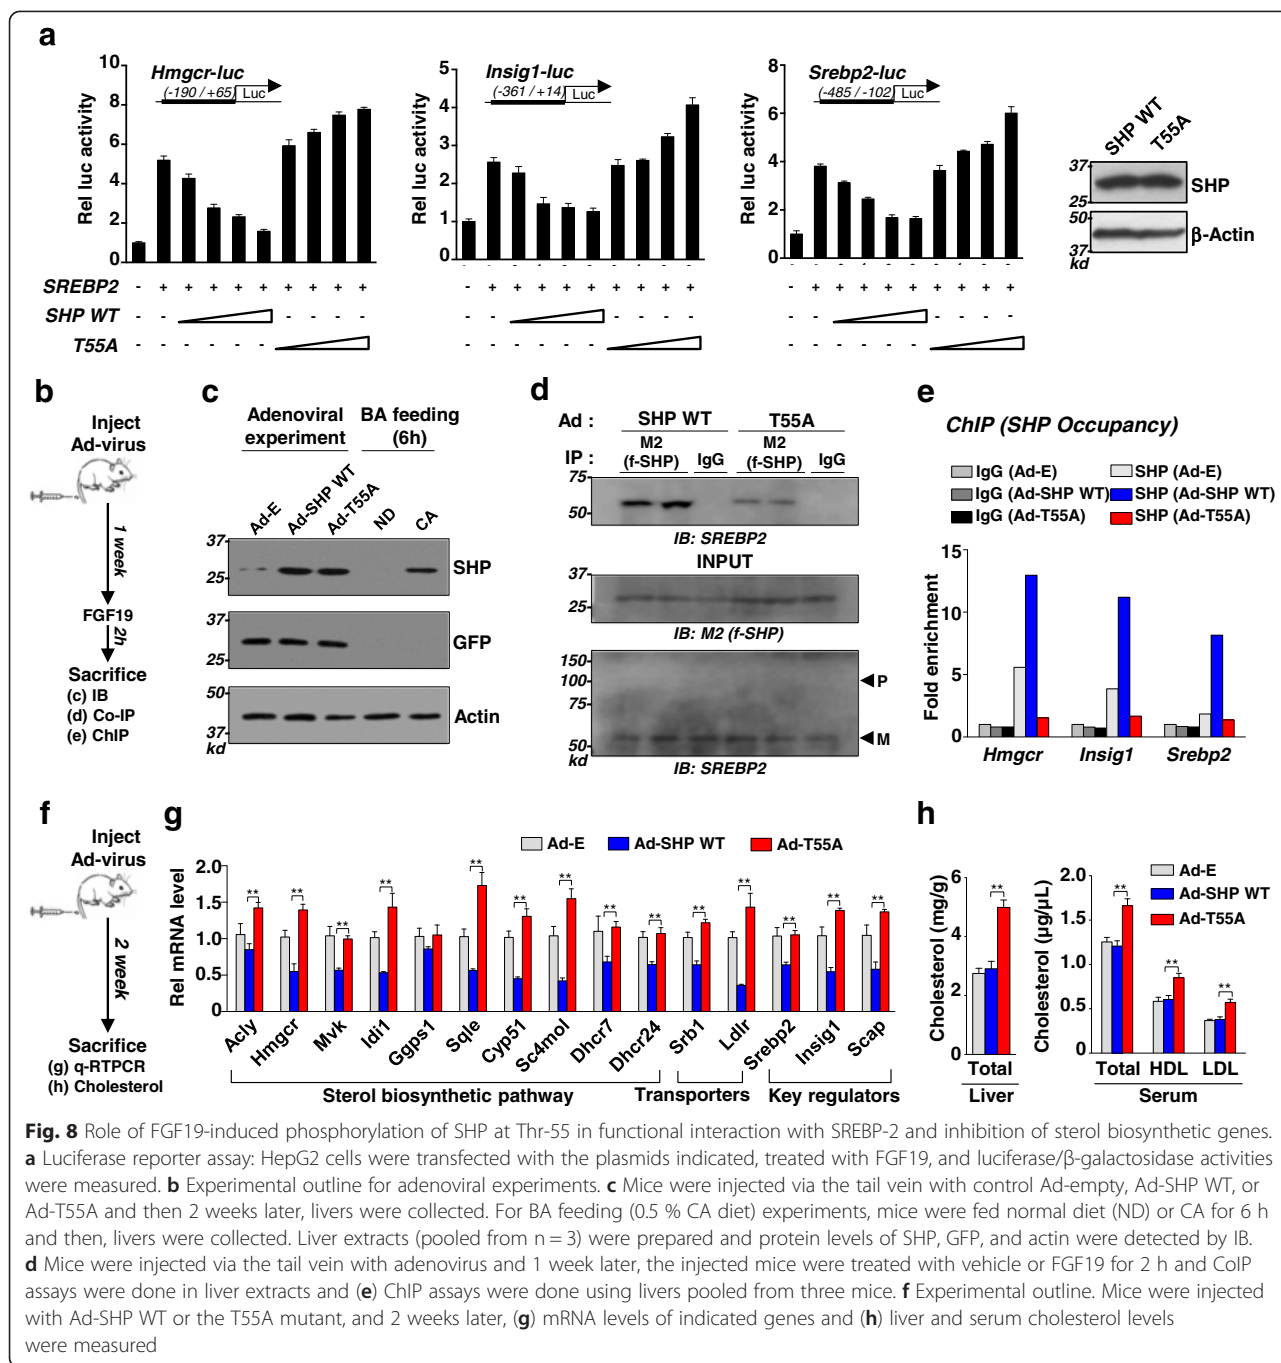 a
Hmgcr-luc
(-190 / +65)
Luc
Rel luc activity
10
8
6
4
2
0
Insig1-luc
(-361 / +14)
Luc
Rel luc activity
5
4
3
2
1
0
Srebp2-luc
(-485 / -102)
Luc
Rel luc activity
8
6
4
2
0
SHP WT
T55A
37
25
SHP
50
37
kd
β-Actin
SREBP2 - + + + + + + + + + - + + + + + + + + + - + + + + + + + + +
SHP WT - - - - - - - - - - - - - - - - - -
T55A - - - - - - - - - - - - - - - - - -
b
Inject
Ad-virus
1 week
FGF19
2h
Sacrifice
(c) IB
(d) Co-IP
(e) ChIP
c
Adenoviral
experiment
BA feeding
(6h)
Ad-E
Ad-SHP WT
Ad-T55A
ND
CA
37
25
SHP
37
25
GFP
50
37
kd
Actin
d
Ad : SHP WT T55A
IP : M2 (f-SHP) IgG M2 (f-SHP) IgG
75
50
IB: SREBP2
INPUT
37
25
IB: M2 (f-SHP)
150
100
75
50
kd
P
M
IB: SREBP2
e
ChIP (SHP Occupancy)
IgG (Ad-E) SHP (Ad-E)
IgG (Ad-SHP WT) SHP (Ad-SHP WT)
IgG (Ad-T55A) SHP (Ad-T55A)
Fold enrichment
15
10
5
0
Hmgcr Insig1 Srebp2
f
Inject
Ad-virus
2 week
Sacrifice
(g) q-RTPCR
(h) Cholesterol
g
Ad-E Ad-SHP WT Ad-T55A
Rel mRNA level
2.0
1.5
1.0
0.5
0
** ** ** ** ** ** ** ** ** ** ** ** ** **
Acly Hmgcr Mvk Idi1 Ggps1 Sqle Cyp51 Sc4mol Dhcr7 Dhcr24 Srb1 Ldlr Srebp2 Insig1 Scap
Sterol biosynthetic pathway Transporters Key regulators
h
Cholesterol (mg/g)
6
4
2
0
**
Total
Liver
Cholesterol (µg/µL)
2.0
1.5
1.0
0.5
0
Ad-E
Ad-SHP WT
Ad-T55A
** ** **
Total HDL LDL
Serum
Fig. 8 Role of FGF19-induced phosphorylation of SHP at Thr-55 in functional interaction with SREBP-2 and inhibition of sterol biosynthetic genes.
a Luciferase reporter assay: HepG2 cells were transfected with the plasmids indicated, treated with FGF19, and luciferase/β-galactosidase activities
were measured. b Experimental outline for adenoviral experiments. c Mice were injected via the tail vein with control Ad-empty, Ad-SHP WT, or
Ad-T55A and then 2 weeks later, livers were collected. For BA feeding (0.5 % CA diet) experiments, mice were fed normal diet (ND) or CA for 6 h
and then, livers were collected. Liver extracts (pooled from n = 3) were prepared and protein levels of SHP, GFP, and actin were detected by IB.
d Mice were injected via the tail vein with adenovirus and 1 week later, the injected mice were treated with vehicle or FGF19 for 2 h and CoIP
assays were done in liver extracts and (e) ChIP assays were done using livers pooled from three mice. f Experimental outline. Mice were injected
with Ad-SHP WT or the T55A mutant, and 2 weeks later, (g) mRNA levels of indicated genes and (h) liver and serum cholesterol levels
were measured